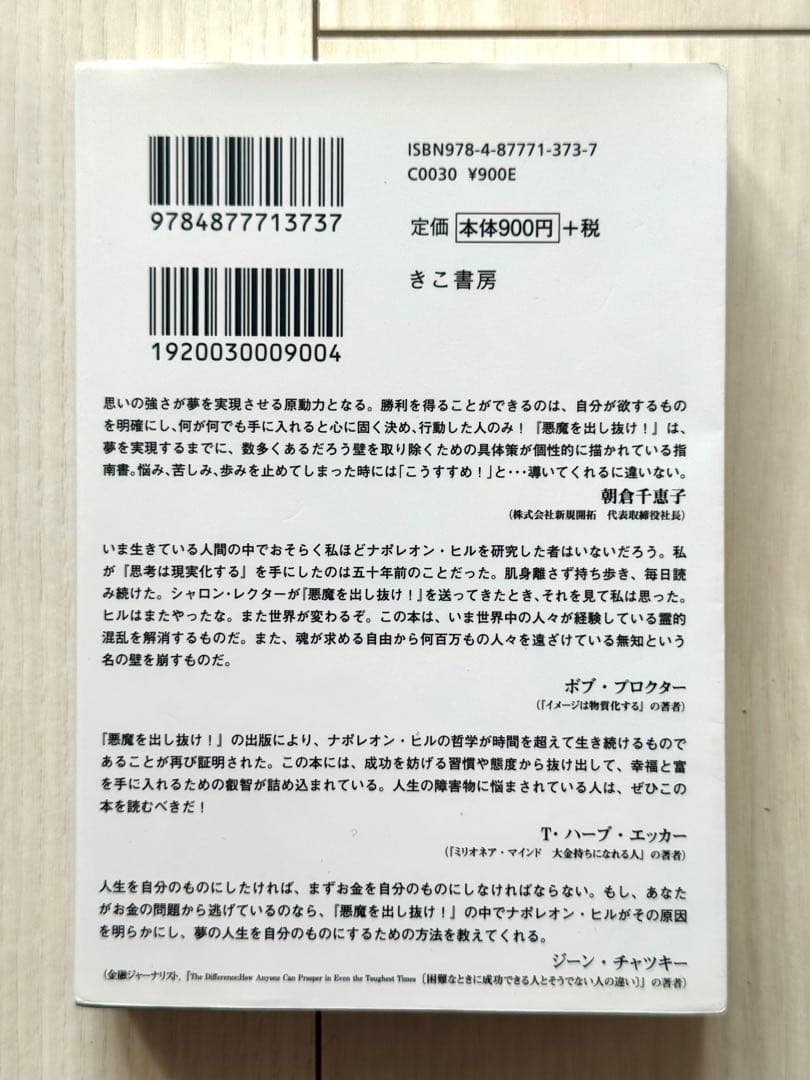 ISBN978-4-87771-373-7
C0030 ¥900E
9784877713737
定価 本体900円＋税
きこ書房
1920030009004
思いの強さが夢を実現させる原動力となる。勝利を得ることができるのは、自分が欲するもの
を明確にし、何が何でも手に入れると心に固く決め、行動した人のみ！『悪魔を出し抜け！』は、
夢を実現するまでに、数多くあるだろう壁を取り除くための具体策が個性的に描かれている指
南書。悩み、苦しみ、歩みを止めてしまった時には「こうすすめ！」と・・・導いてくれるに違いない。
朝倉千恵子
（株式会社新規開拓　代表取締役社長）
いま生きている人間の中でおそらく私ほどナポレオン・ヒルを研究した者はいないだろう。私
が『思考は現実化する』を手にしたのは五十年前のことだった。肌身離さず持ち歩き、毎日読
み続けた。シャロン・レクターが『悪魔を出し抜け！』を送ってきたとき、それを見て私は思った。
ヒルはまたやったな。また世界が変わるぞ。この本は、いま世界中の人々が経験している霊的
混乱を解消するものだ。また、魂が求める自由から何百万もの人々を遠ざけている無知という
名の壁を崩すものだ。
ボブ・プロクター
（『イメージは物質化する』の著者）
『悪魔を出し抜け！』の出版により、ナポレオン・ヒルの哲学が時間を超えて生き続けるもので
あることが再び証明された。この本には、成功を妨げる習慣や態度から抜け出して、幸福と富
を手に入れるための叡智が詰め込まれている。人生の障害物に悩まされている人は、ぜひこの
本を読むべきだ！
T・ハーブ・エッカー
（『ミリオネア・マインド　大金持ちになれる人』の著者）
人生を自分のものにしたければ、まずお金を自分のものにしなければならない。もし、あなた
がお金の問題から逃げているのなら、『悪魔を出し抜け！』の中でナポレオン・ヒルがその原因
を明らかにし、夢の人生を自分のものにするための方法を教えてくれる。
ジーン・チャツキー
（金融ジャーナリスト,『The Difference:How Anyone Can Prosper in Even the Toughest Times〔困難なときに成功できる人とそうでない人の違い〕』の著者）